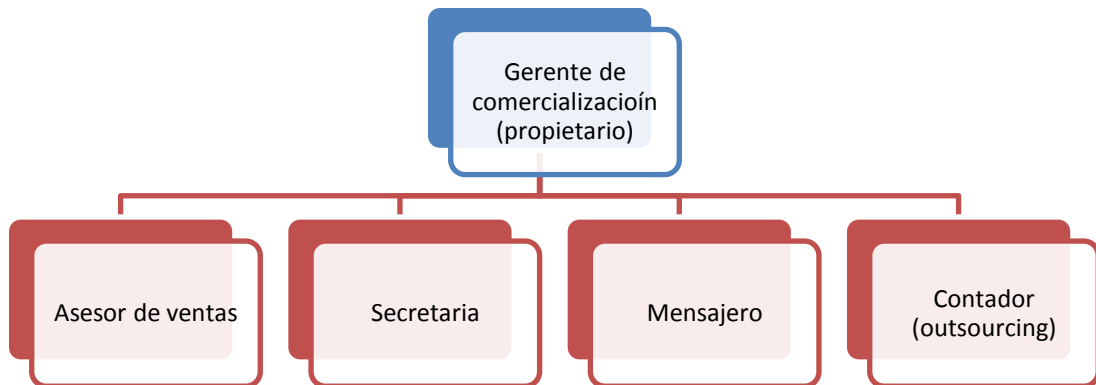 Gerente de
comercializacioín
(propietario)
Asesor de ventas
Secretaria
Mensajero
Contador
(outsourcing)